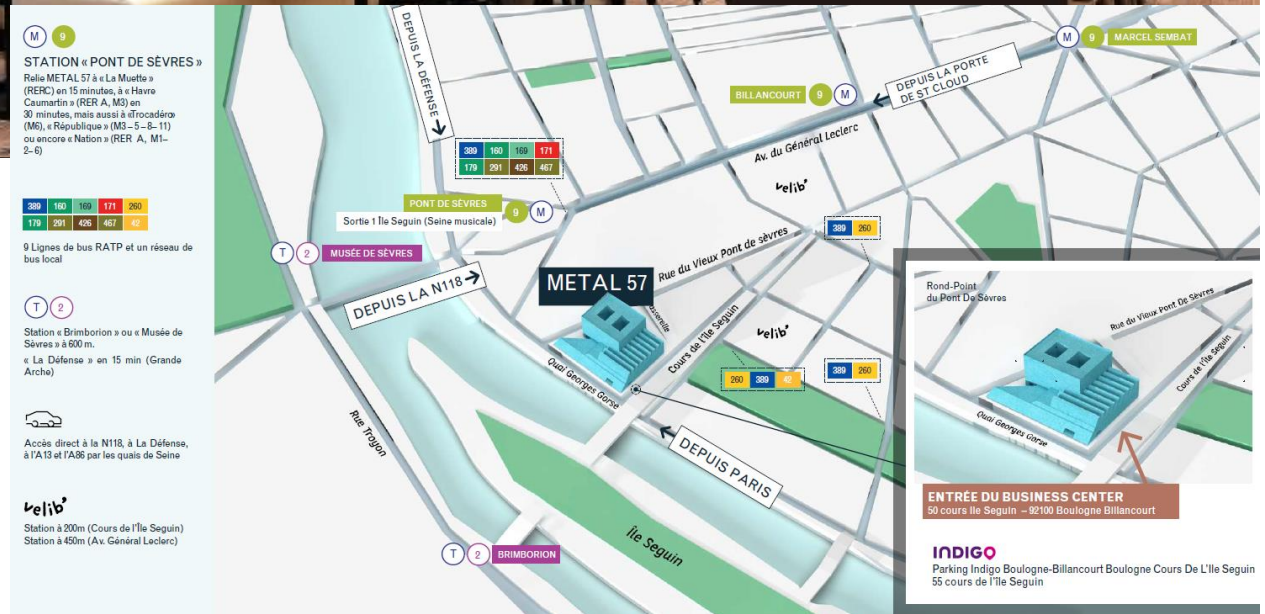 M 9
STATION « PONT DE SÈVRES »
Relie METAL 57 à « La Muette »
(RERC) en 15 minutes, à « Havre
Caumartin » (RER A, M3) en
30 minutes, mais aussi à «Trocadéro»
(M6), « République » (M3 – 5 – 8 – 11)
ou encore « Nation » (RER A, M1–
2– 6)
389 160 169 171 260
179 291 426 467 42
9 Lignes de bus RATP et un réseau de
bus local
T 2
Station « Brimborion » ou « Musée de
Sèvres » à 600 m.
« La Défense » en 15 min (Grande
Arche)
Accès direct à la N118, à La Défense,
à l'A13 et l'A86 par les quais de Seine
velib'
Station à 200m (Cours de l'Île Seguin)
Station à 450m (Av. Général Leclerc)
DEPUIS LA DÉFENSE
M 9 MARCEL SEMBAT
DEPUIS LA PORTE
DE ST CLOUD
BILLANCOURT 9 M
Av. du Général Leclerc
389 160 169 171
179 291 426 467
velib'
PONT DE SÈVRES
Sortie 1 Île Seguin (Seine musicale)
9 M
389 260
T 2 MUSÉE DE SÈVRES
Rue du Vieux Pont de sèvres
DEPUIS LA N118
METAL 57
Passerelle
Cours de l'île Seguin
velib'
Quai Georges Gorse
260 389 42
389 260
Rue Troyon
DEPUIS PARIS
Île Seguin
T 2 BRIMBORION
Rond-Point
du Pont De Sèvres
Rue du Vieux Pont De Sèvres
Cours de l'île Seguin
Quai Georges Gorse
ENTRÉE DU BUSINESS CENTER
50 cours Ile Seguin – 92100 Boulogne Billancourt
INDIGO
Parking Indigo Boulogne-Billancourt Boulogne Cours De L'Ile Seguin
55 cours de l'île Seguin